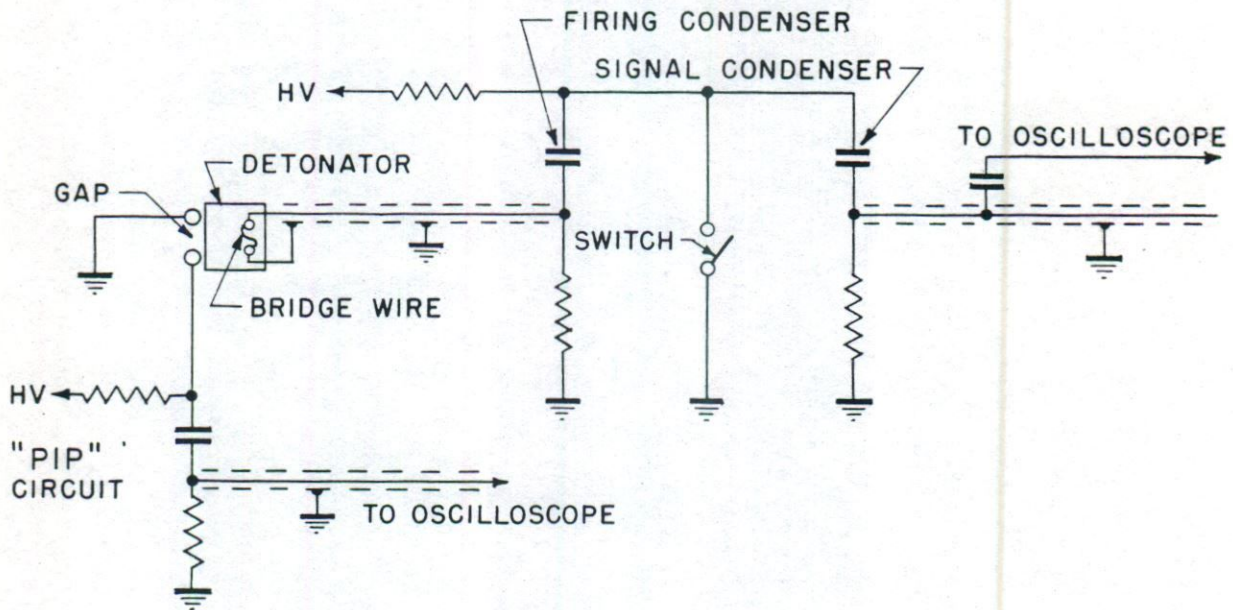 FIRING CONDENSER
SIGNAL CONDENSER
HV
TO OSCILLOSCOPE
DETONATOR
GAP
SWITCH
BRIDGE WIRE
HV
"PIP"
CIRCUIT
TO OSCILLOSCOPE